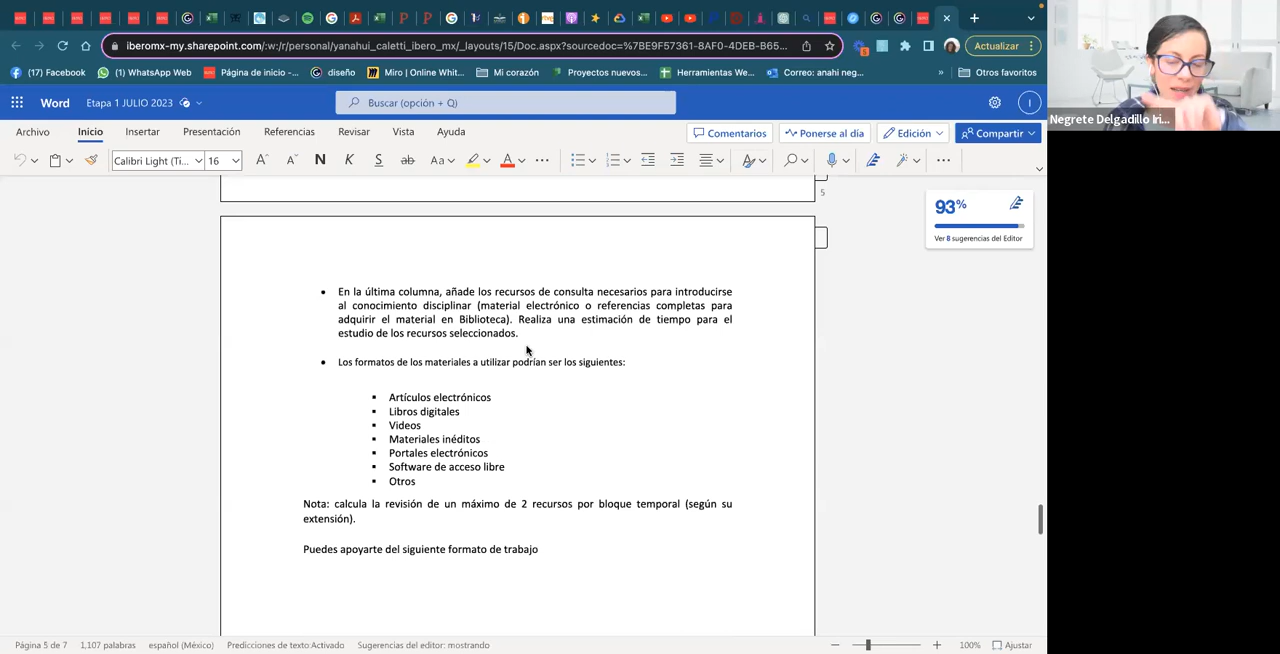 iberomx-my.sharepoint.com/:w:/r/personal/yanahui_caletti_ibero_mx/_layouts/15/Doc.aspx?sourcedoc=%7BE9F57361-8AF0-4DEB-B65...
Actualizar
(17) Facebook
(1) WhatsApp Web
Página de inicio -...
diseño
Miro | Online Whit...
Mi corazón
Proyectos nuevos...
Herramientas We...
Correo: anahi neg...
»
Otros favoritos
Word
Etapa 1 JULIO 2023
Buscar (opción + Q)
Negrete Delgadillo Iri...
Archivo
Inicio
Insertar
Presentación
Referencias
Revisar
Vista
Ayuda
Comentarios
Ponerse al día
Edición
Compartir
Calibri Light (Ti...
16
N
K
S
ab
Aa
A
5
93%
Ver 8 sugerencias del Editor
• En la última columna, añade los recursos de consulta necesarios para introducirse
al conocimiento disciplinar (material electrónico o referencias completas para
adquirir el material en Biblioteca). Realiza una estimación de tiempo para el
estudio de los recursos seleccionados.
• Los formatos de los materiales a utilizar podrían ser los siguientes:
▪ Artículos electrónicos
▪ Libros digitales
▪ Videos
▪ Materiales inéditos
▪ Portales electrónicos
▪ Software de acceso libre
▪ Otros
Nota: calcula la revisión de un máximo de 2 recursos por bloque temporal (según su
extensión).
Puedes apoyarte del siguiente formato de trabajo
Página 5 de 7
1,107 palabras
español (México)
Predicciones de texto:Activado
Sugerencias del editor: mostrando
100%
Ajustar